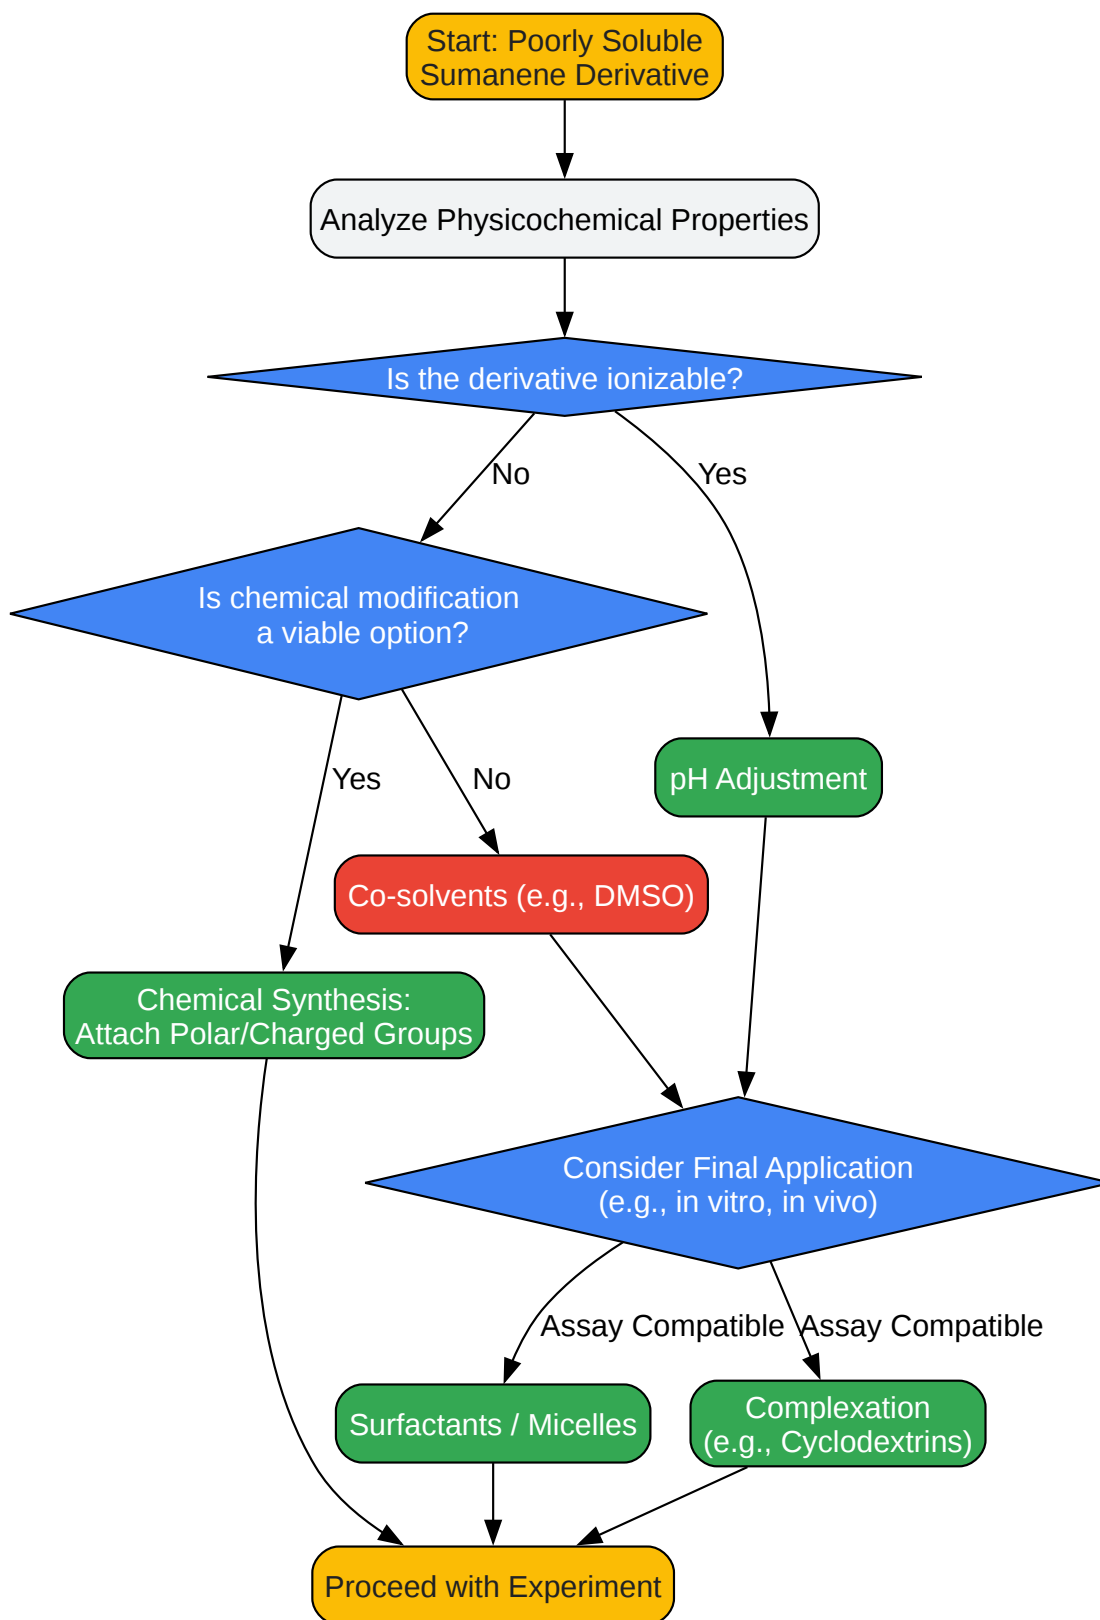 Start: Poorly Soluble
Sumanene Derivative
Analyze Physicochemical Properties
Is the derivative ionizable?
No
Yes
Is chemical modification
a viable option?
Yes
No
pH Adjustment
Co-solvents (e.g., DMSO)
Chemical Synthesis:
Attach Polar/Charged Groups
Consider Final Application
(e.g., in vitro, in vivo)
Assay Compatible
Assay Compatible
Surfactants / Micelles
Complexation
(e.g., Cyclodextrins)
Proceed with Experiment